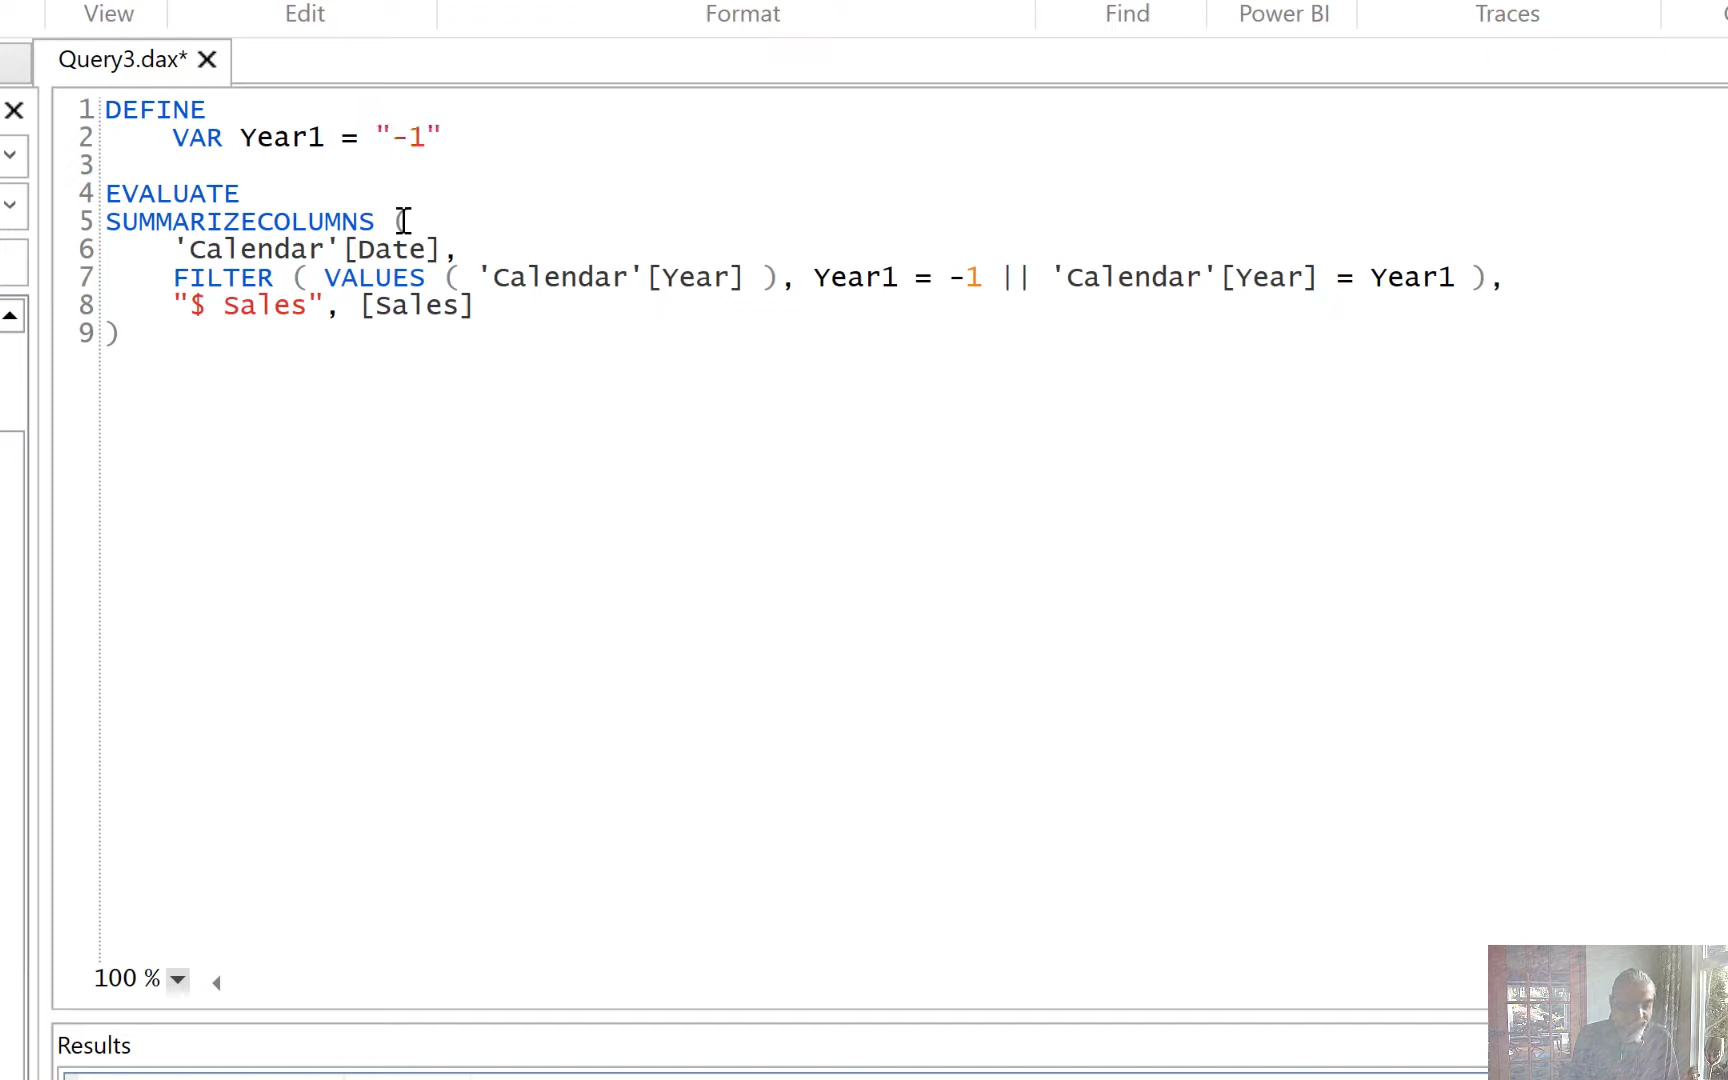 View Edit Format Find Power BI Traces
Query3.dax*
1 DEFINE
2 VAR Year1 = "-1"
3
4 EVALUATE
5 SUMMARIZECOLUMNS (
6 'Calendar'[Date],
7 FILTER ( VALUES ( 'Calendar'[Year] ), Year1 = -1 || 'Calendar'[Year] = Year1 ),
8 "$ Sales", [Sales]
9 )
100 %
Results